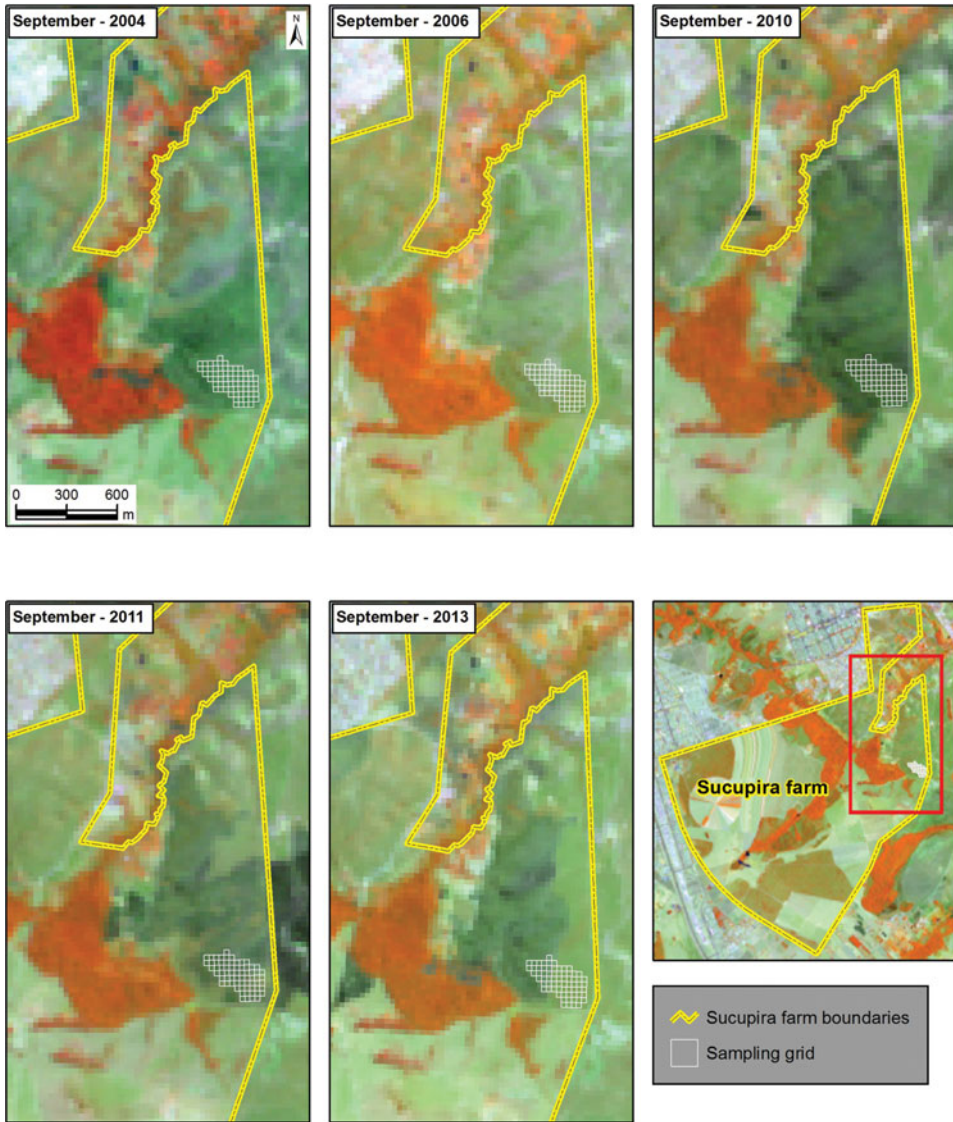 September - 2004
N
September - 2006
September - 2010
0 300 600
m
September - 2011
September - 2013
Sucupira farm
Sucupira farm boundaries
Sampling grid